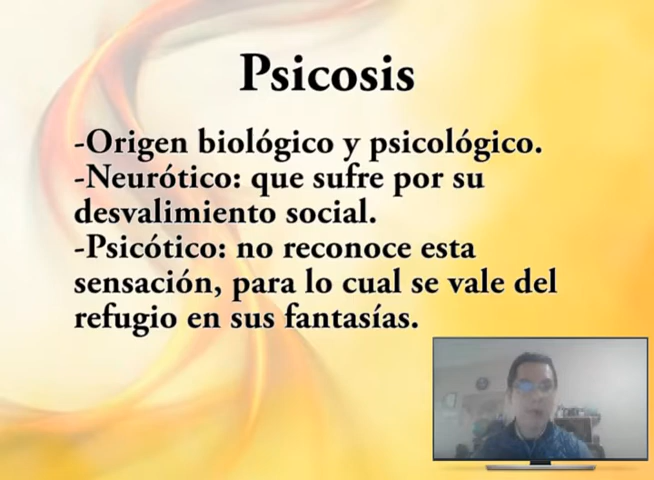 Psicosis
-Origen biológico y psicológico.
-Neurótico: que sufre por su
desvalimiento social.
-Psicótico: no reconoce esta
sensación, para lo cual se vale del
refugio en sus fantasías.